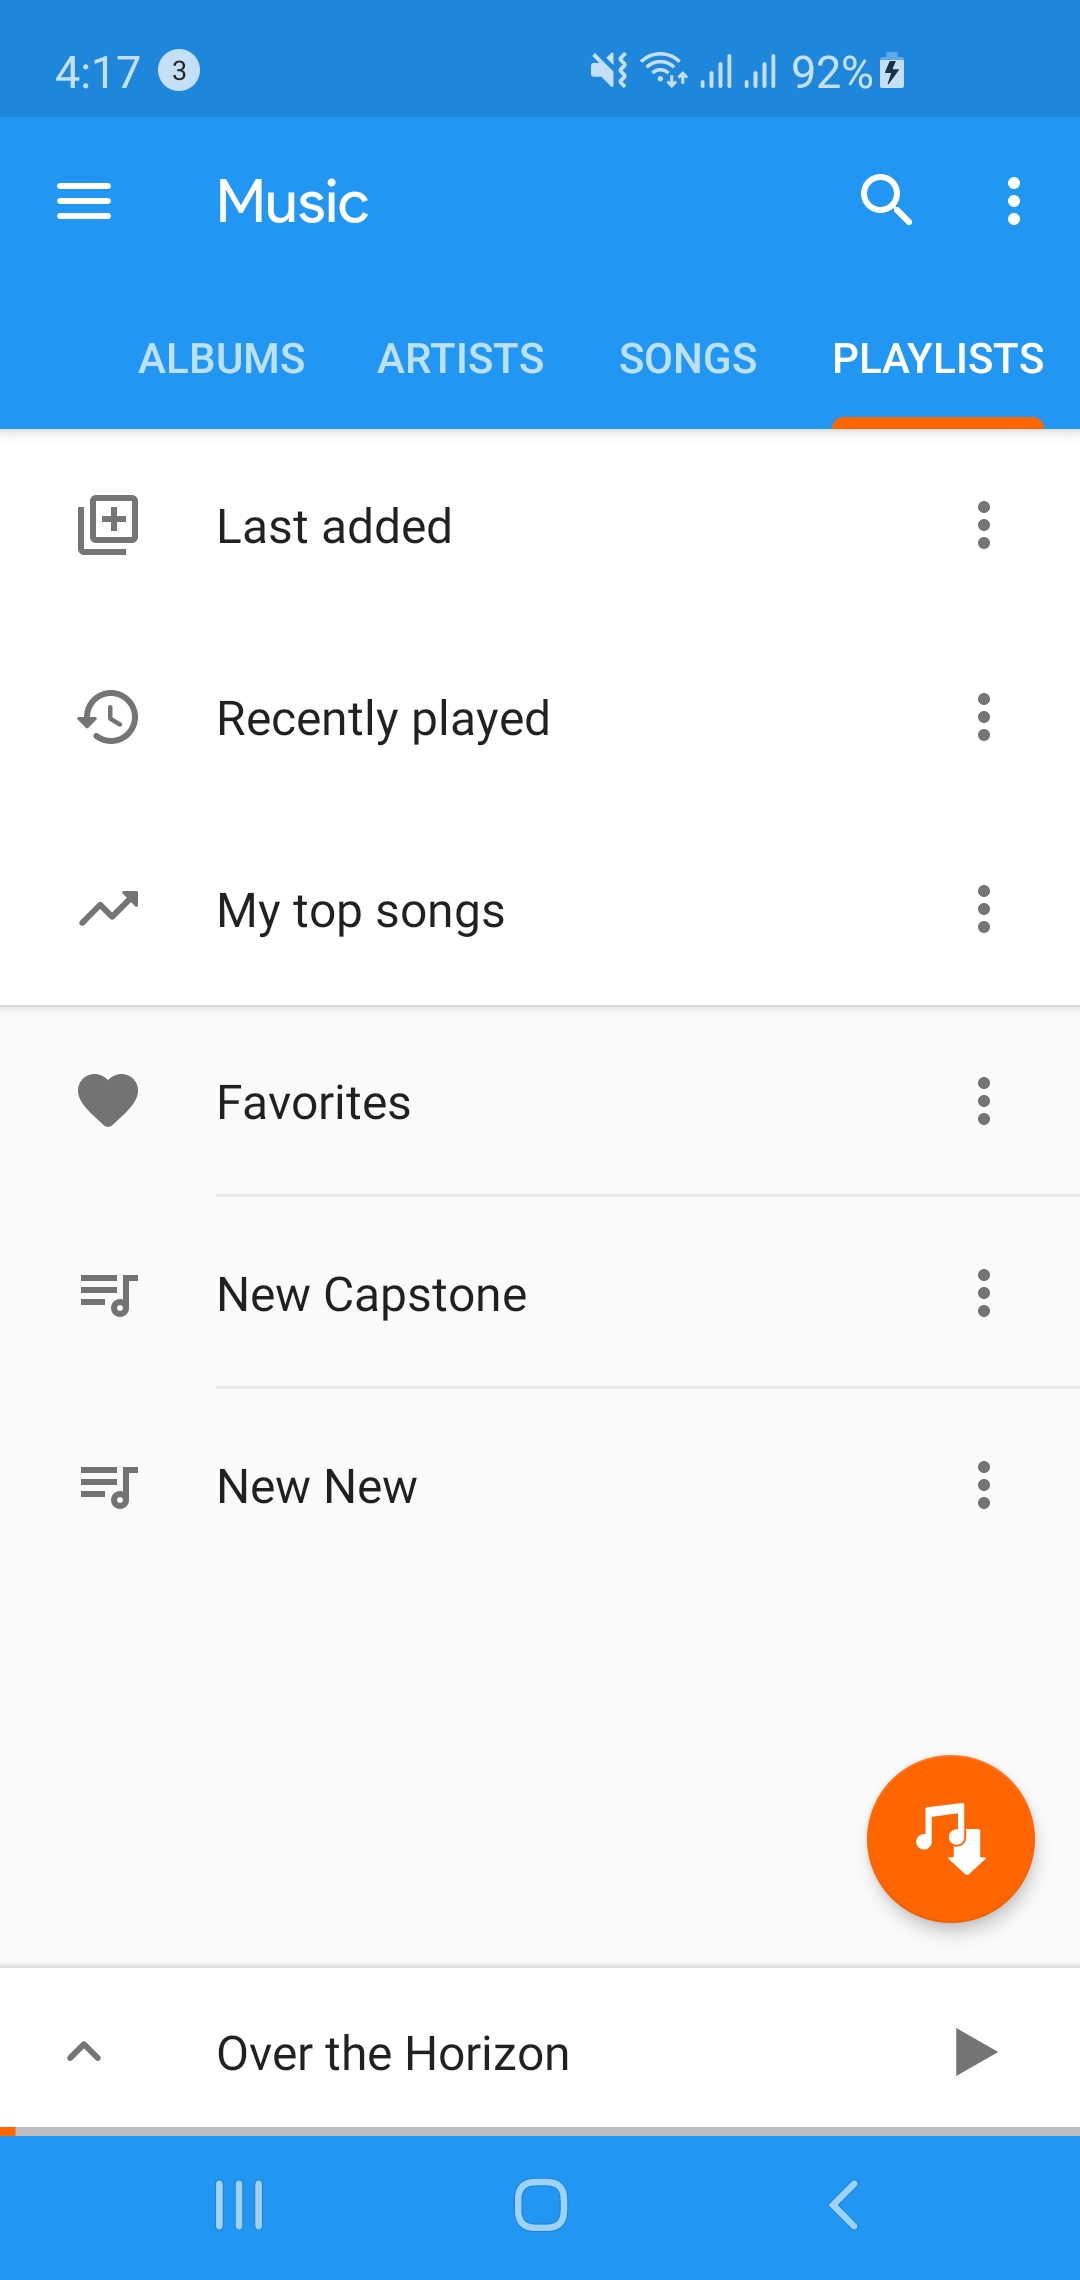 4:17 3 92%
Music
ALBUMS ARTISTS SONGS PLAYLISTS
Last added
Recently played
My top songs
Favorites
New Capstone
New New
Over the Horizon